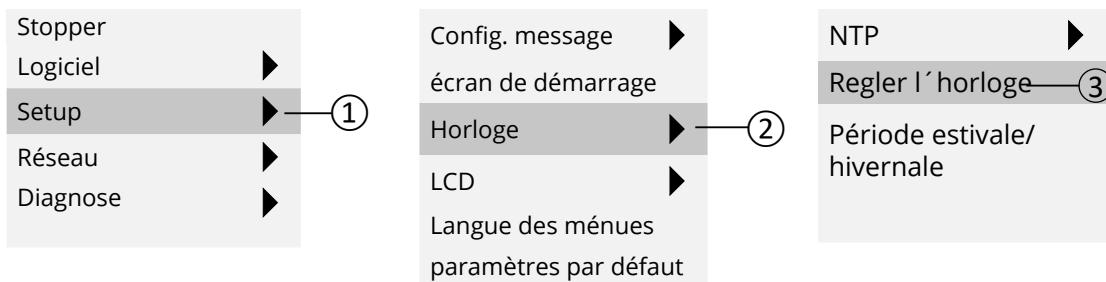 Stopper
Logiciel
Setup
1
Réseau
Diagnose
Config. message
écran de démarrage
Horloge
2
LCD
Langue des ménues
paramètres par défaut
NTP
Regler l´horloge
3
Période estivale/
hivernale